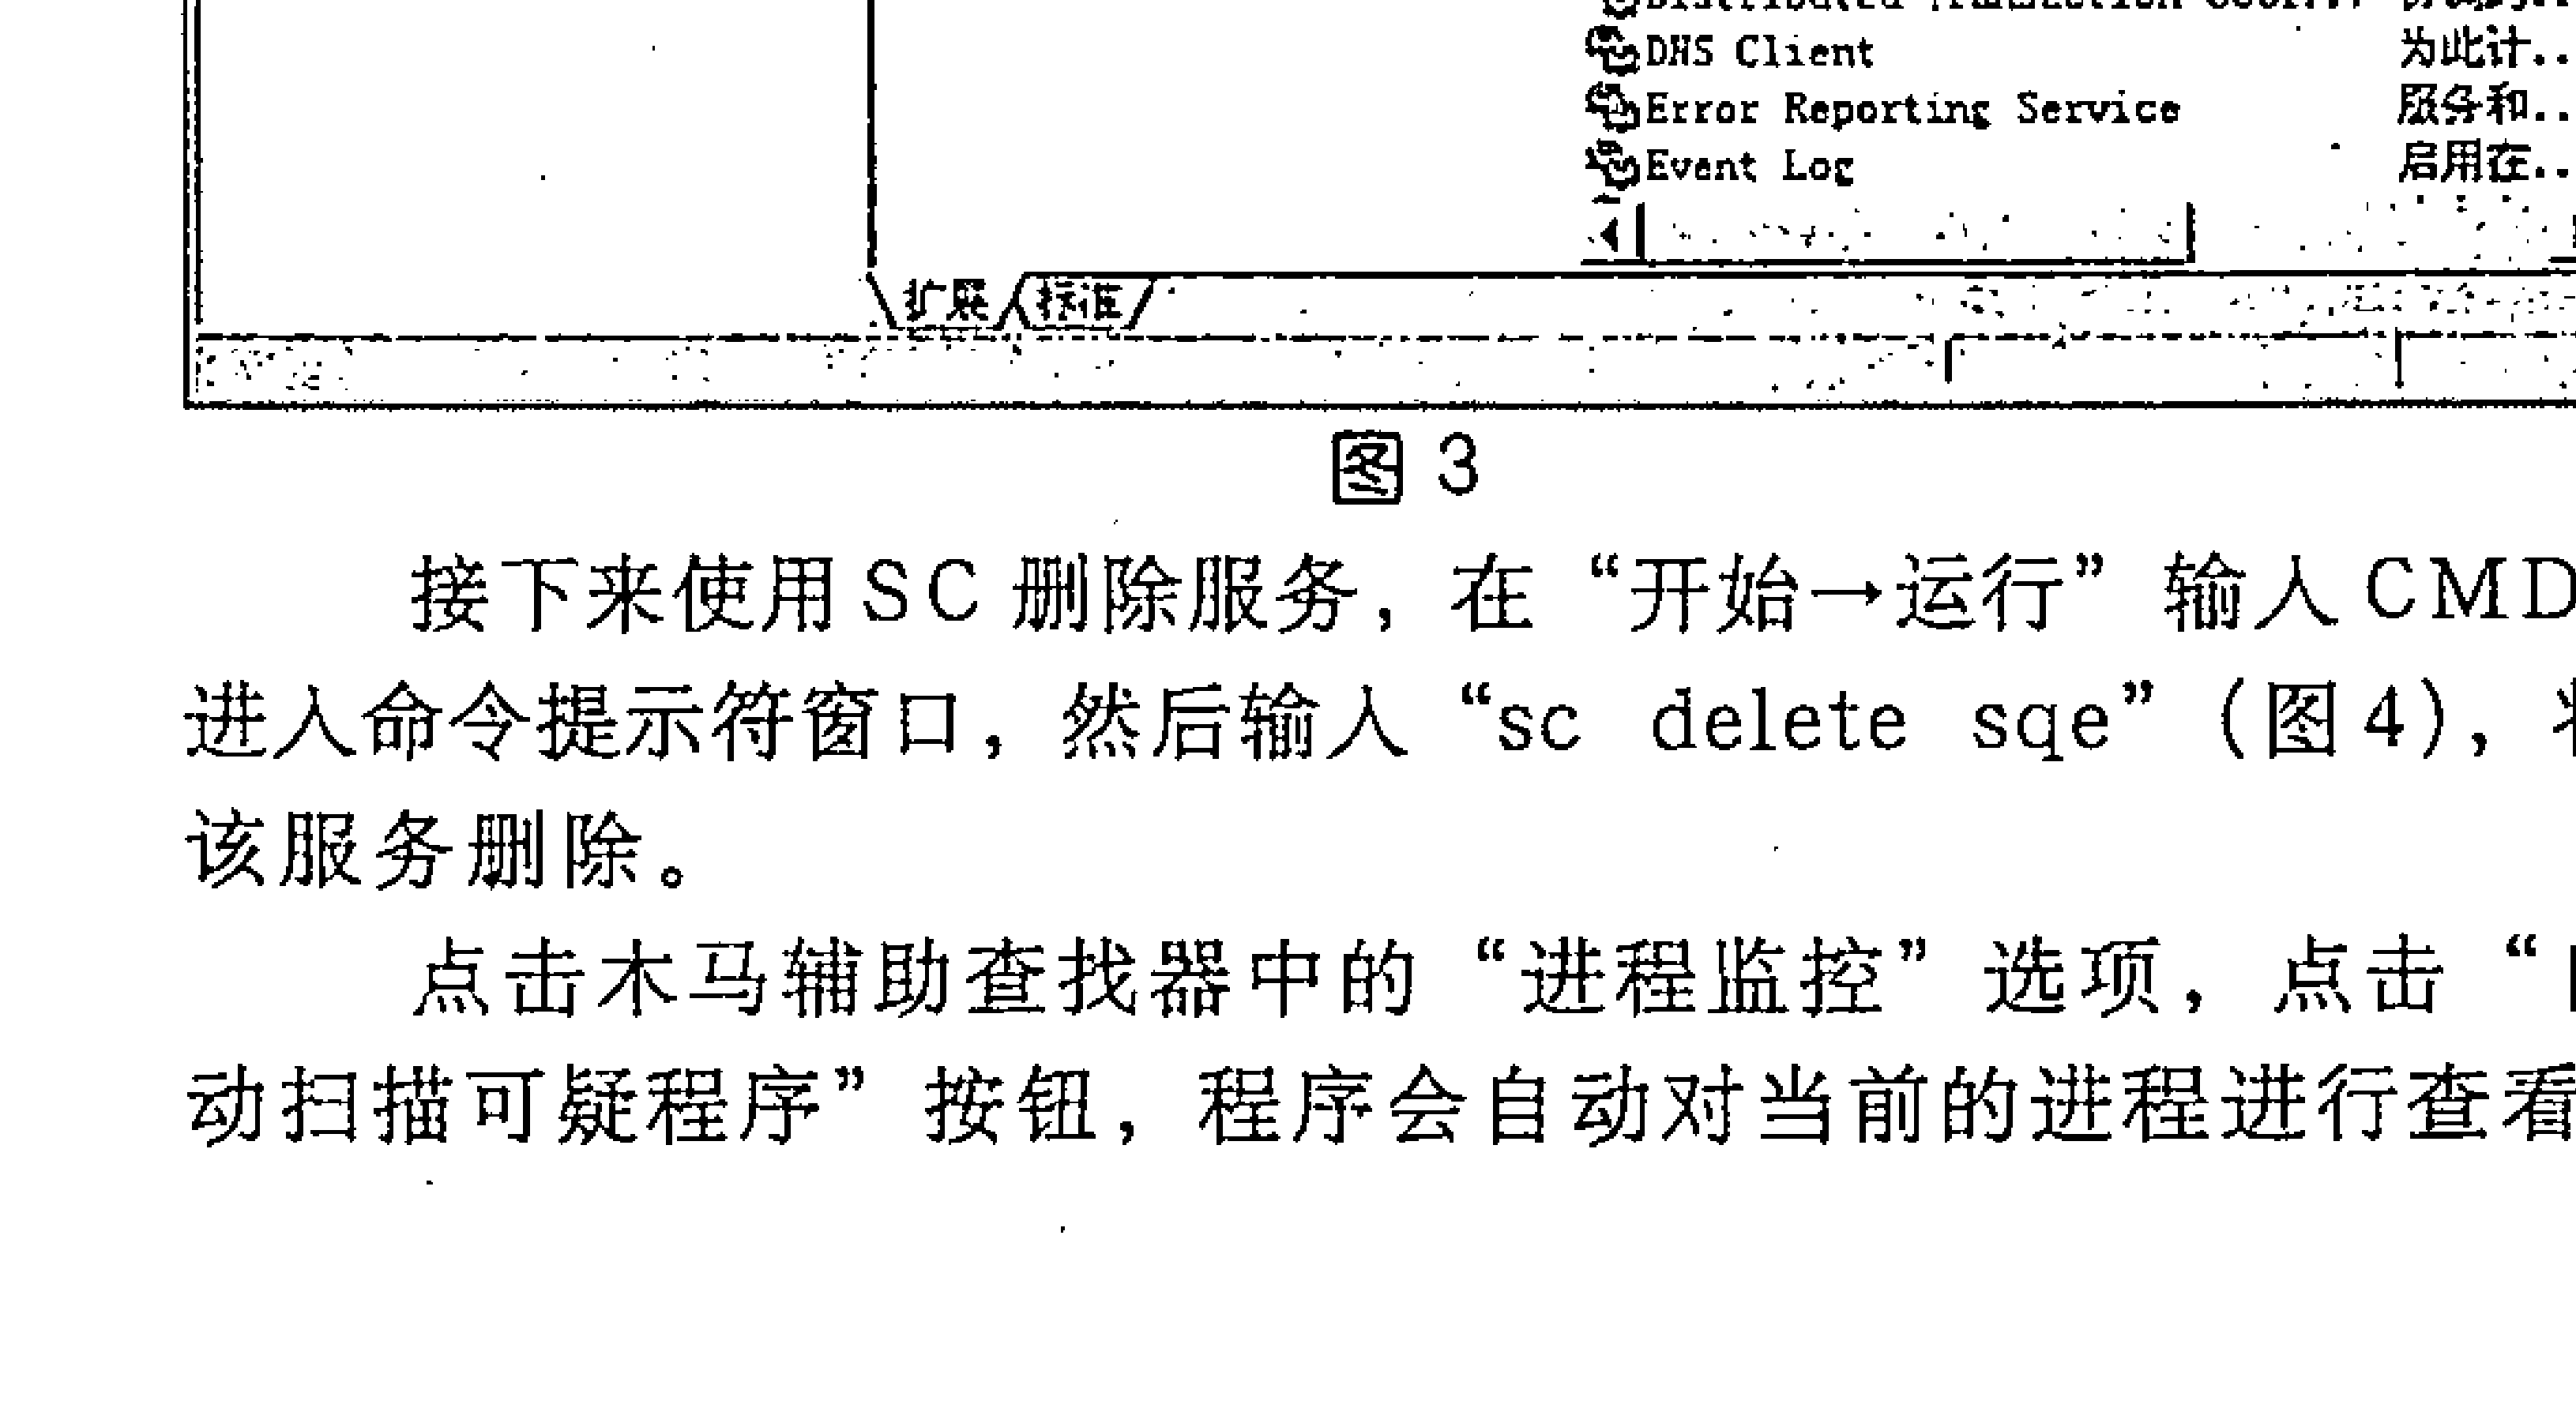 DNS Client 为此计...
Error Reporting Service 服务和...
Event Log 启用在...
扩展 标准
图 3
接下来使用SC 删除服务，在“开始→运行”输入CMD
进入命令提示符窗口，然后输入“sc delete sqe”（图4），
该服务删除。
点击木马辅助查找器中的“进程监控”选项，点击“
动扫描可疑程序”按钮，程序会自动对当前的进程进行查看